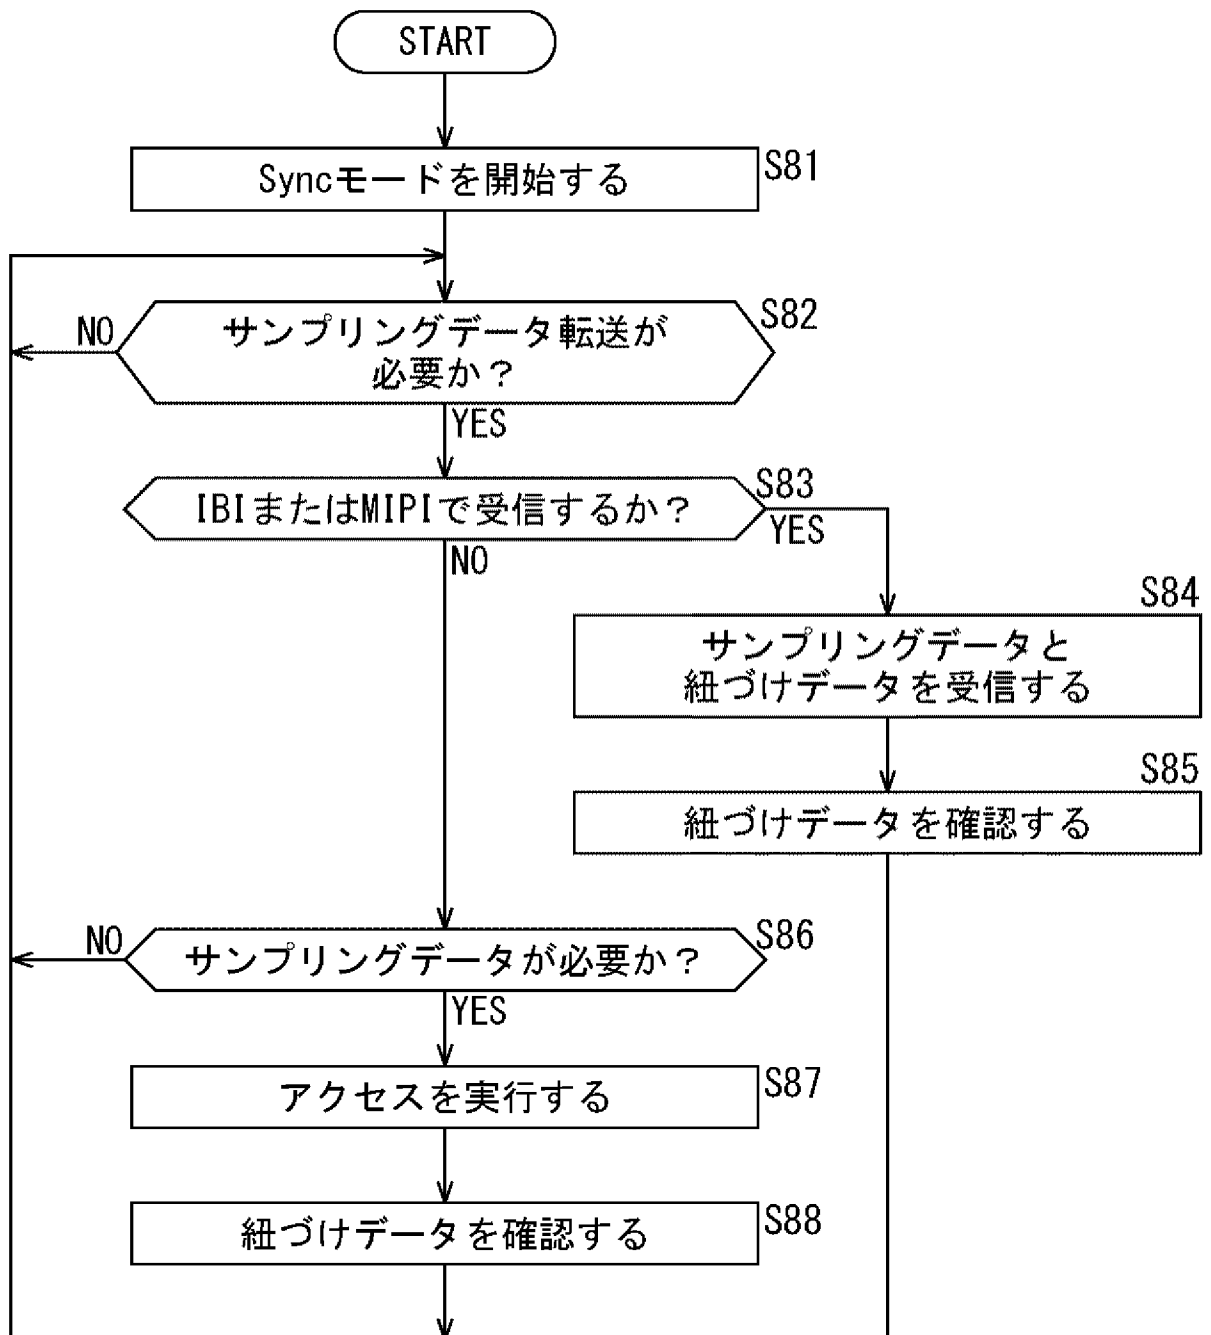 START
Syncモードを開始する
S81
サンプリングデータ転送が
必要か?
S82
NO
YES
IBIまたはMIPIで受信するか?
S83
YES
NO
S84
サンプリングデータと
紐づけデータを受信する
S85
紐づけデータを確認する
サンプリングデータが必要か?
S86
NO
YES
アクセスを実行する
S87
紐づけデータを確認する
S88